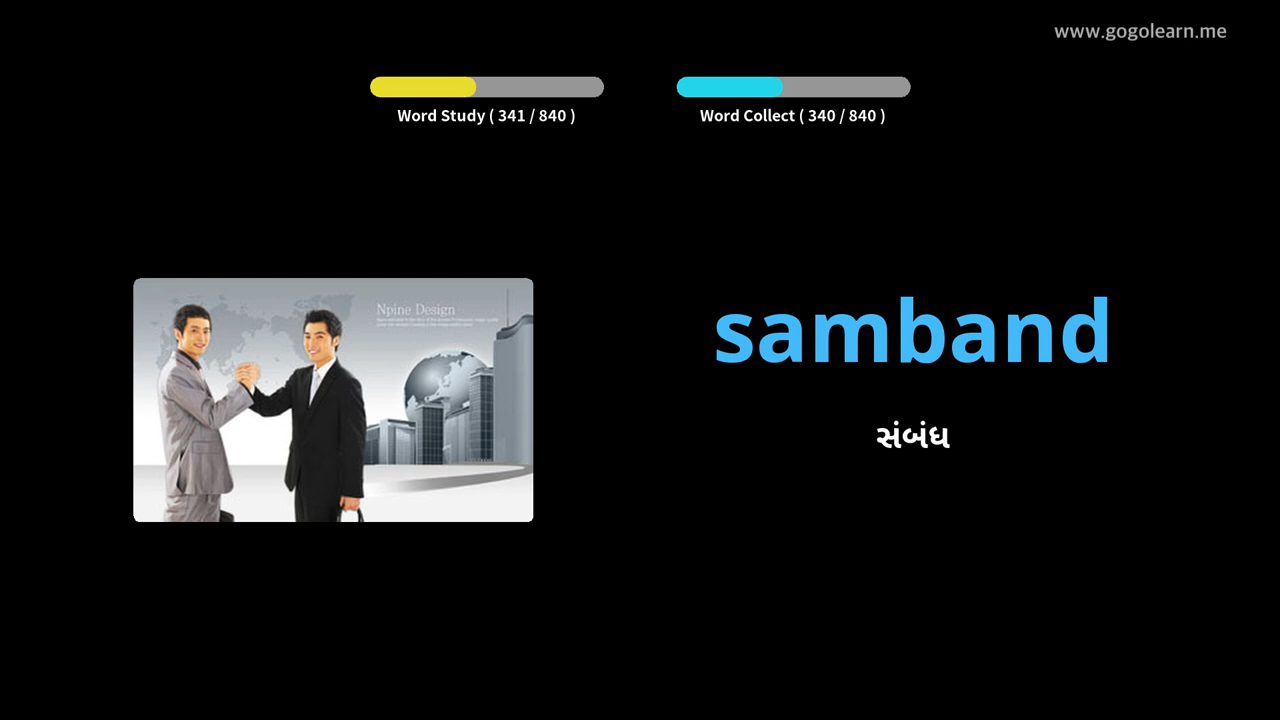 www.gogolearn.me
Word Study ( 341 / 840 )
Word Collect ( 340 / 840 )
Npine Design
samband
સંબંધ